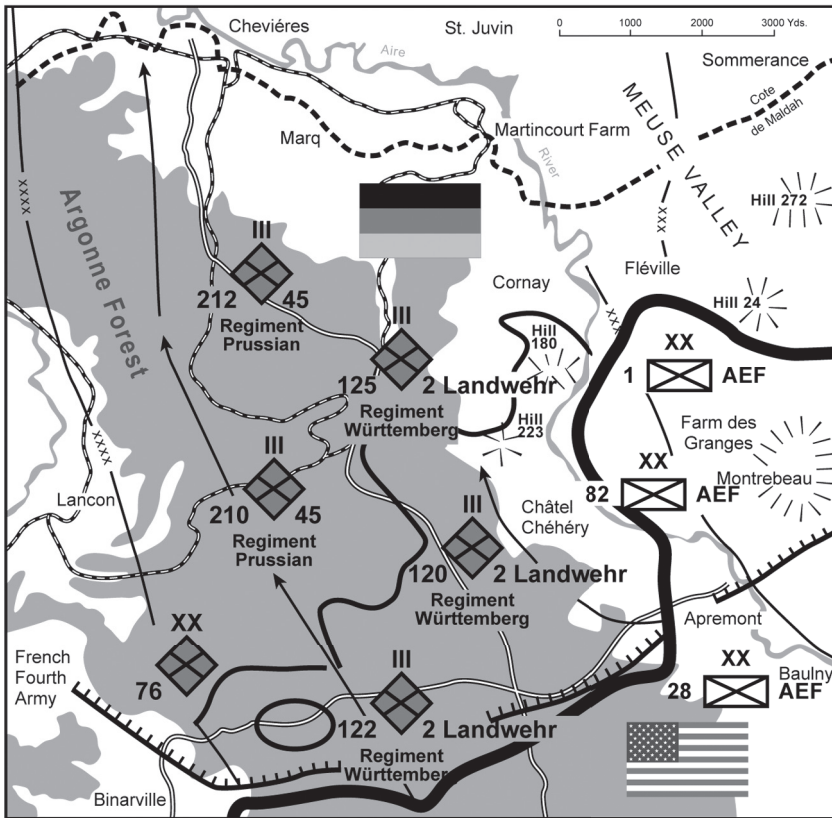 Cheviéres
St. Juvin
0 1000 2000 3000 Yds.
Aire
Sommerance
Cote
de Maldah
MEUSE VALLEY
Marq
Martincourt Farm
River
XXXX
Argonne Forest
XXX
Hill 272
III
212 45
Regiment
Prussian
Cornay
Fléville
Hill 24
III
125 2 Landwehr
Regiment
Württemberg
Hill
180
XXX
XX
1 AEF
Hill
223
Farm des
Granges
XXXX
III
210 45
Regiment
Prussian
XX
82 AEF
Montrebeau
Lancon
III
120 2 Landwehr
Regiment
Württemberg
Châtel
Chéhéry
Apremont
French
Fourth
Army
XX
76
III
122 2 Landwehr
Regiment
Württember
XX
28 AEF
Baulny
Binarville